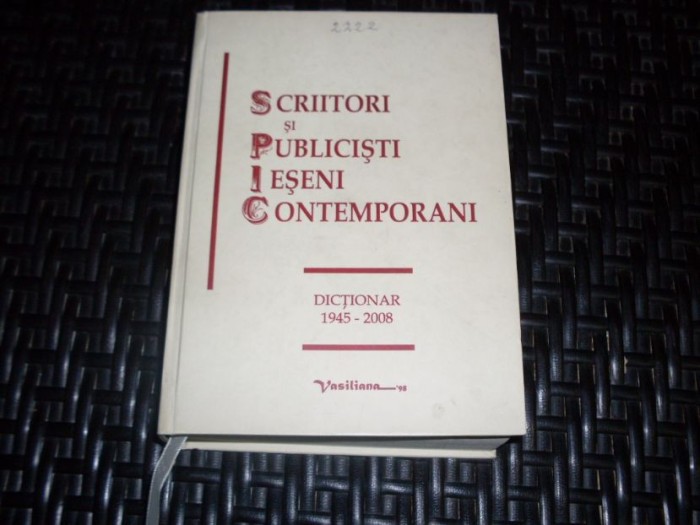 2222
SCRIITORI
ŞI
PUBLICIŞTI
IEŞENI
CONTEMPORANI
DICŢIONAR
1945 - 2008
Vasiliana '98